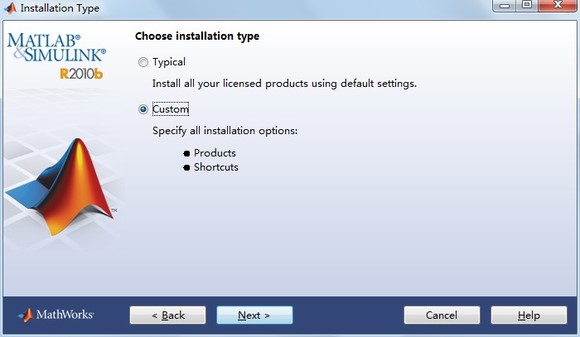 Installation Type
MATLAB®
&SIMULINK®
R2010b
Choose installation type
Typical
Install all your licensed products using default settings.
Custom
Specify all installation options:
● Products
● Shortcuts
™
MathWorks®
< Back
Next >
Cancel
Help